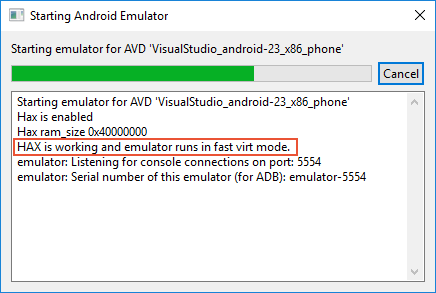 Starting Android Emulator
Starting emulator for AVD 'VisualStudio_android-23_x86_phone'
Cancel
Starting emulator for AVD 'VisualStudio_android-23_x86_phone'
Hax is enabled
Hax ram_size 0x40000000
HAX is working and emulator runs in fast virt mode.
emulator: Listening for console connections on port: 5554
emulator: Serial number of this emulator (for ADB): emulator-5554